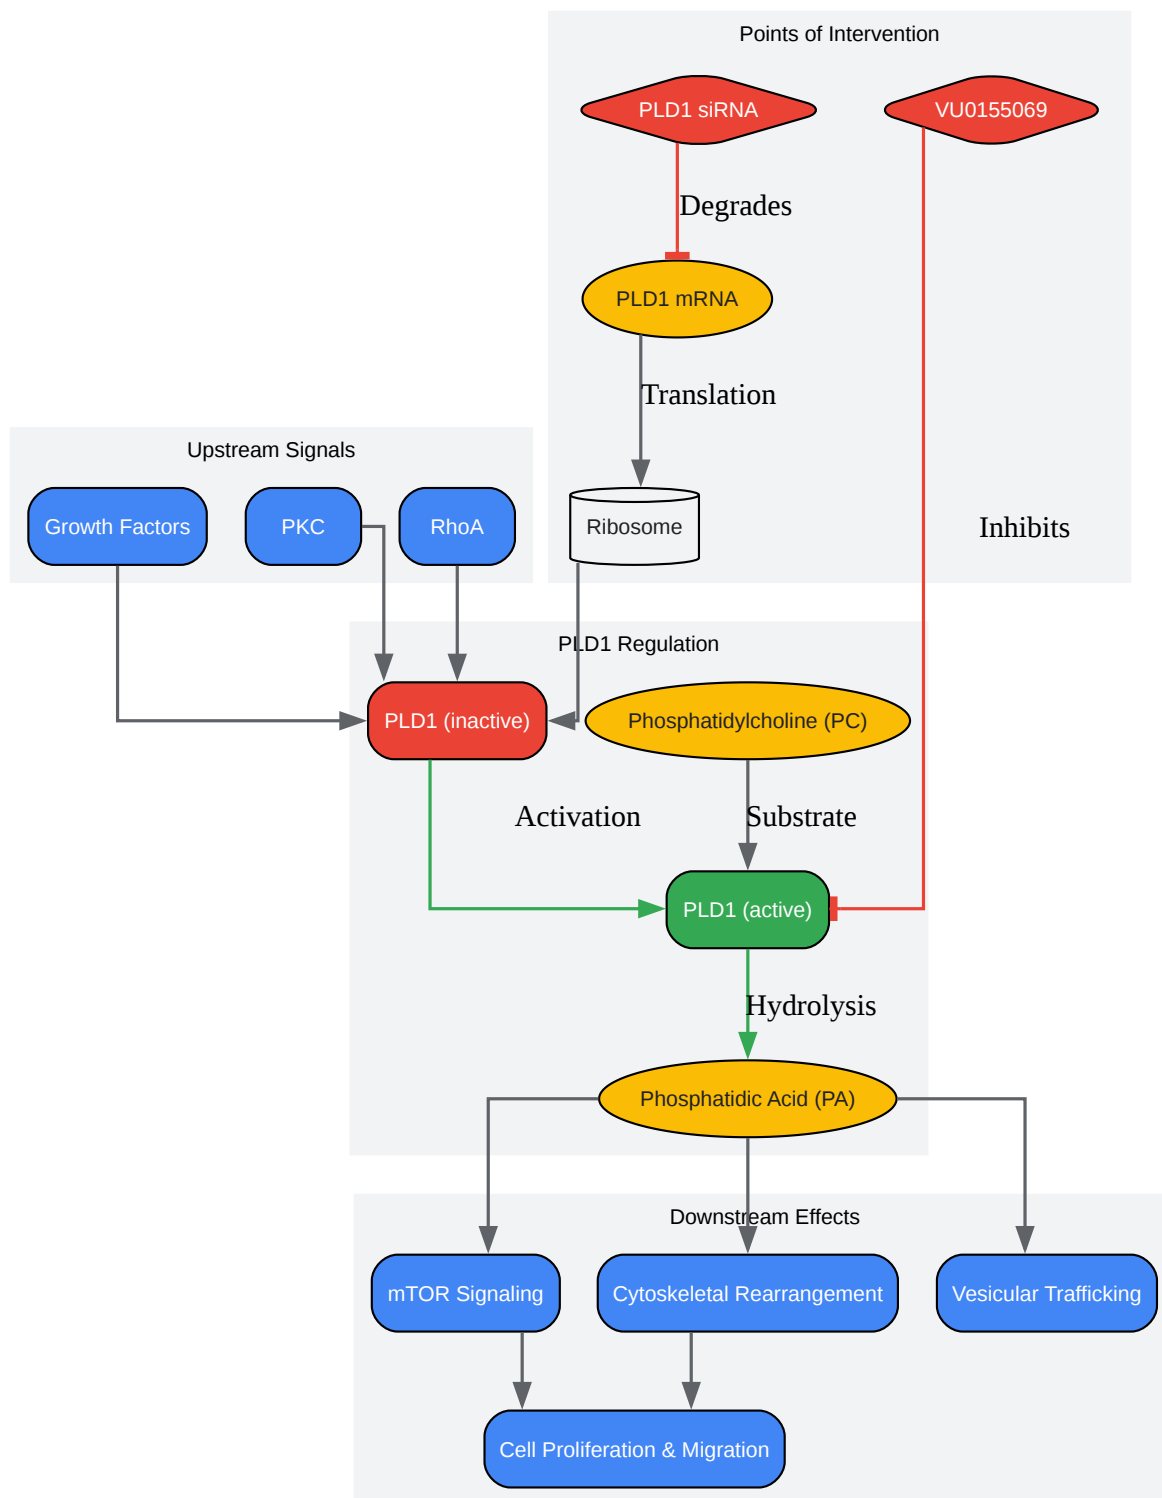 Points of Intervention
PLD1 siRNA
VU0155069
Degrades
PLD1 mRNA
Translation
Upstream Signals
Growth Factors
PKC
RhoA
Ribosome
Inhibits
PLD1 Regulation
PLD1 (inactive)
Phosphatidylcholine (PC)
Activation
Substrate
PLD1 (active)
Hydrolysis
Phosphatidic Acid (PA)
Downstream Effects
mTOR Signaling
Cytoskeletal Rearrangement
Vesicular Trafficking
Cell Proliferation & Migration